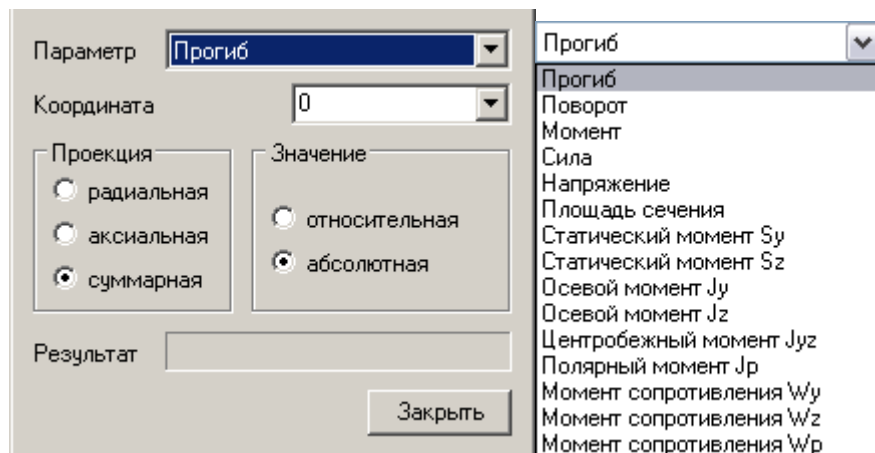 Параметр Прогиб
Координата 0
Проекция
радиальная
аксиальная
суммарная
Значение
относительная
абсолютная
Результат
Закрыть
Прогиб
Прогиб
Поворот
Момент
Сила
Напряжение
Площадь сечения
Статический момент Sy
Статический момент Sz
Осевой момент Jy
Осевой момент Jz
Центробежный момент Jyz
Полярный момент Jp
Момент сопротивления Wy
Момент сопротивления Wz
Момент сопротивления Wp